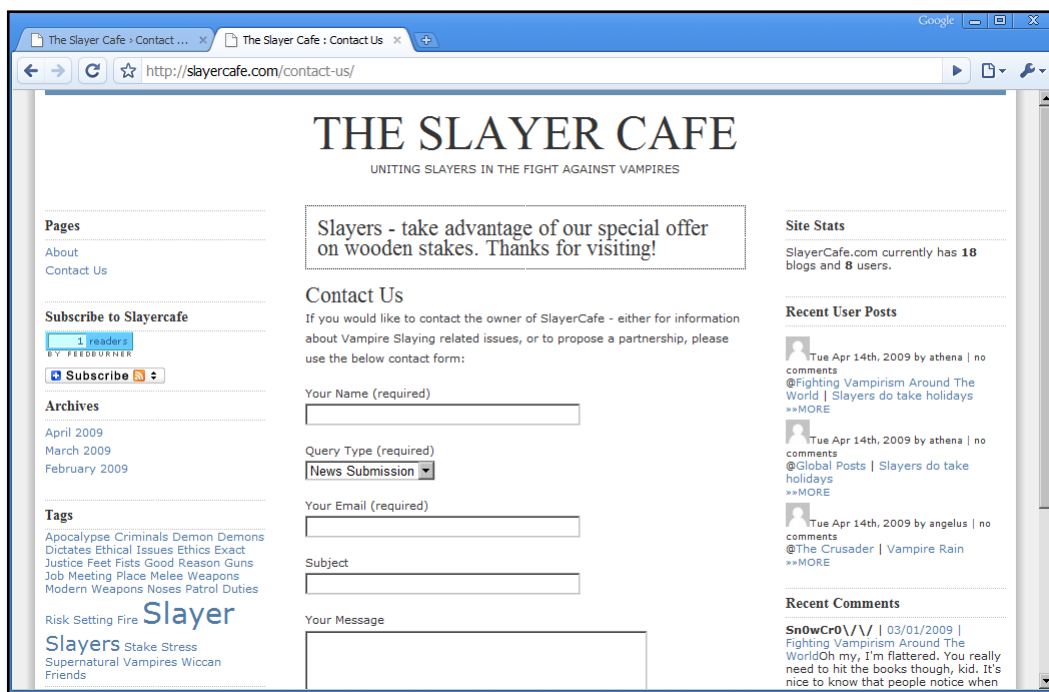 Google
The Slayer Cafe › Contact ...
The Slayer Cafe : Contact Us
http://slayercafe.com/contact-us/
THE SLAYER CAFE
UNITING SLAYERS IN THE FIGHT AGAINST VAMPIRES
Pages
About
Contact Us
Subscribe to Slayercafe
1 readers
BY FEEDBURNER
Subscribe
Archives
April 2009
March 2009
February 2009
Tags
Apocalypse Criminals Demon Demons
Dictates Ethical Issues Ethics Exact
Justice Feet Fists Good Reason Guns
Job Meeting Place Melee Weapons
Modern Weapons Noses Patrol Duties
Risk Setting Fire Slayer
Slayers Stake Stress
Supernatural Vampires Wiccan
Friends
Slayers - take advantage of our special offer
on wooden stakes. Thanks for visiting!
Contact Us
If you would like to contact the owner of SlayerCafe - either for information
about Vampire Slaying related issues, or to propose a partnership, please
use the below contact form:
Your Name (required)
Query Type (required)
News Submission
Your Email (required)
Subject
Your Message
Site Stats
SlayerCafe.com currently has 18
blogs and 8 users.
Recent User Posts
Tue Apr 14th, 2009 by athena | no
comments
@Fighting Vampirism Around The
World | Slayers do take holidays
»»MORE
Tue Apr 14th, 2009 by athena | no
comments
@Global Posts | Slayers do take
holidays
»»MORE
Tue Apr 14th, 2009 by angelus | no
comments
@The Crusader | Vampire Rain
»»MORE
Recent Comments
Sn0wCr0\/\/ | 03/01/2009 |
Fighting Vampirism Around The
WorldOh my, I'm flattered. You really
need to hit the books though, kid. It's
nice to know that people notice when